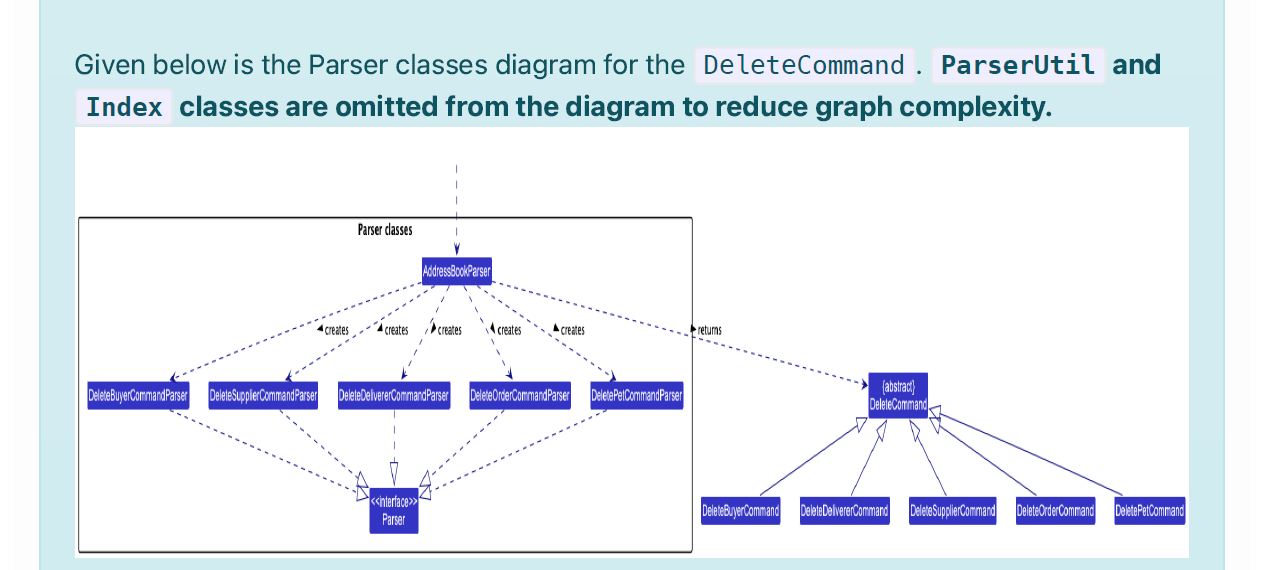 Given below is the Parser classes diagram for the DeleteCommand. ParserUtil and
Index classes are omitted from the diagram to reduce graph complexity.
Parser classes
AddressBookParser
creates creates creates creates creates returns
DeleteBuyerCommandParser DeleteSupplierCommandParser DeleteDelivererCommandParser DeleteOrderCommandParser DeletePetCommandParser
{abstract}
DeleteCommand
<<interface>>
Parser
DeleteBuyerCommand DeleteDelivererCommand DeleteSupplierCommand DeleteOrderCommand DeletePetCommand